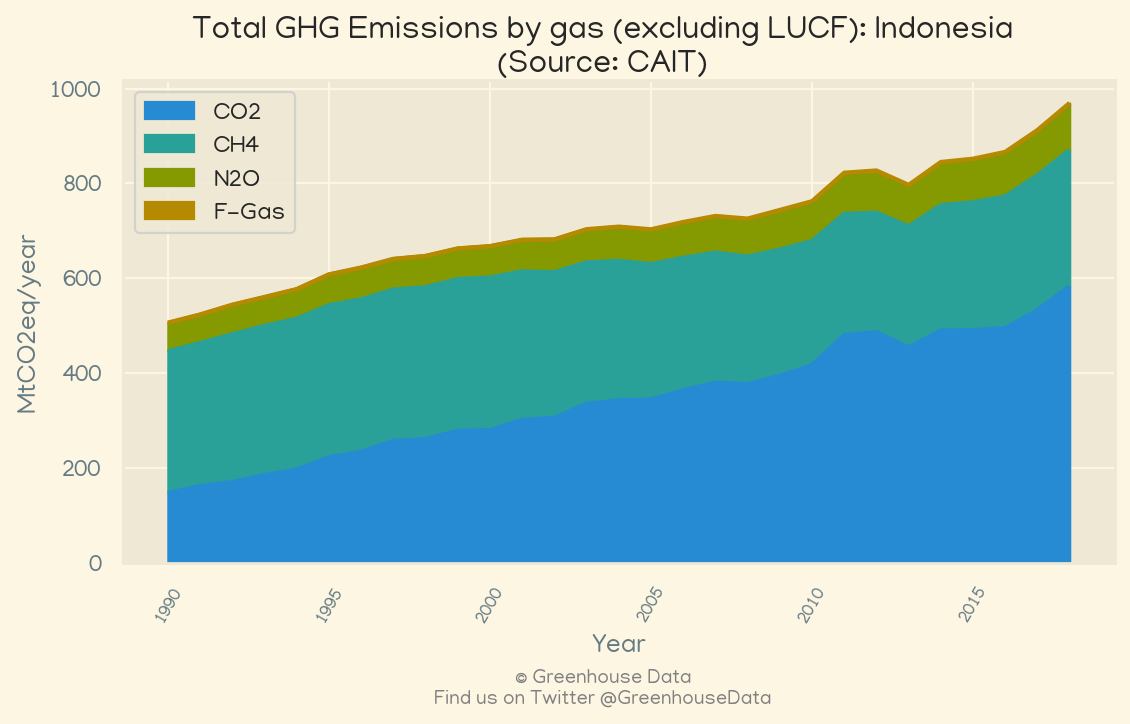 Total GHG Emissions by gas (excluding LUCF): Indonesia
(Source: CAIT)
CO2
CH4
N2O
F-Gas
MtCO2eq/year
1000
800
600
400
200
0
1990
1995
2000
2005
2010
2015
Year
© Greenhouse Data
Find us on Twitter @GreenhouseData